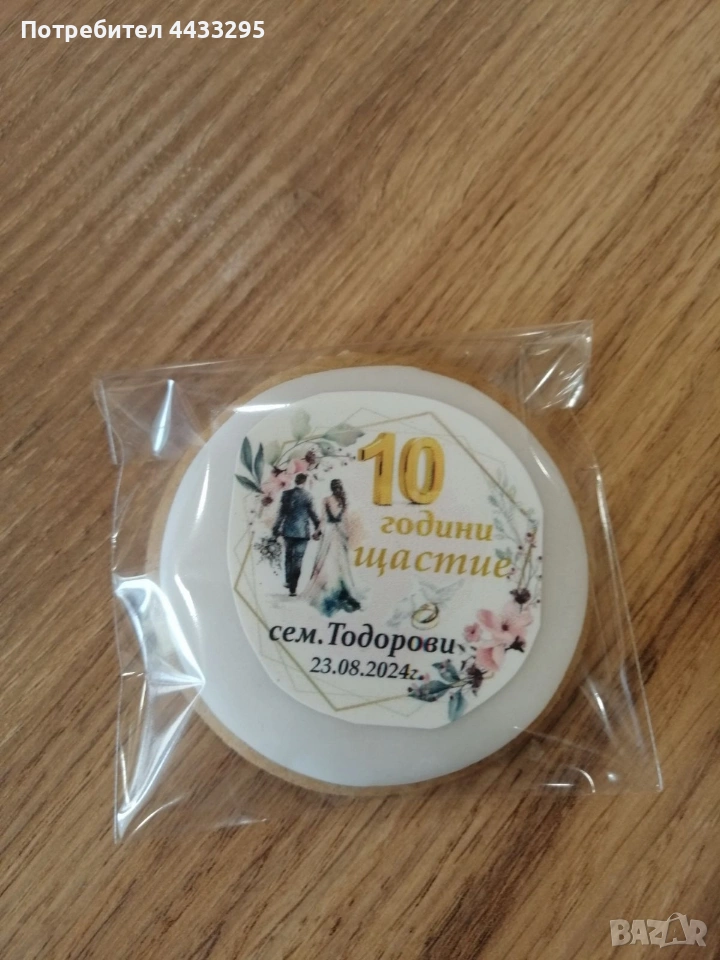 Потребител 4433295
10
години
щастие
сем.Тодорови
23.08.2024г.
BAZAR